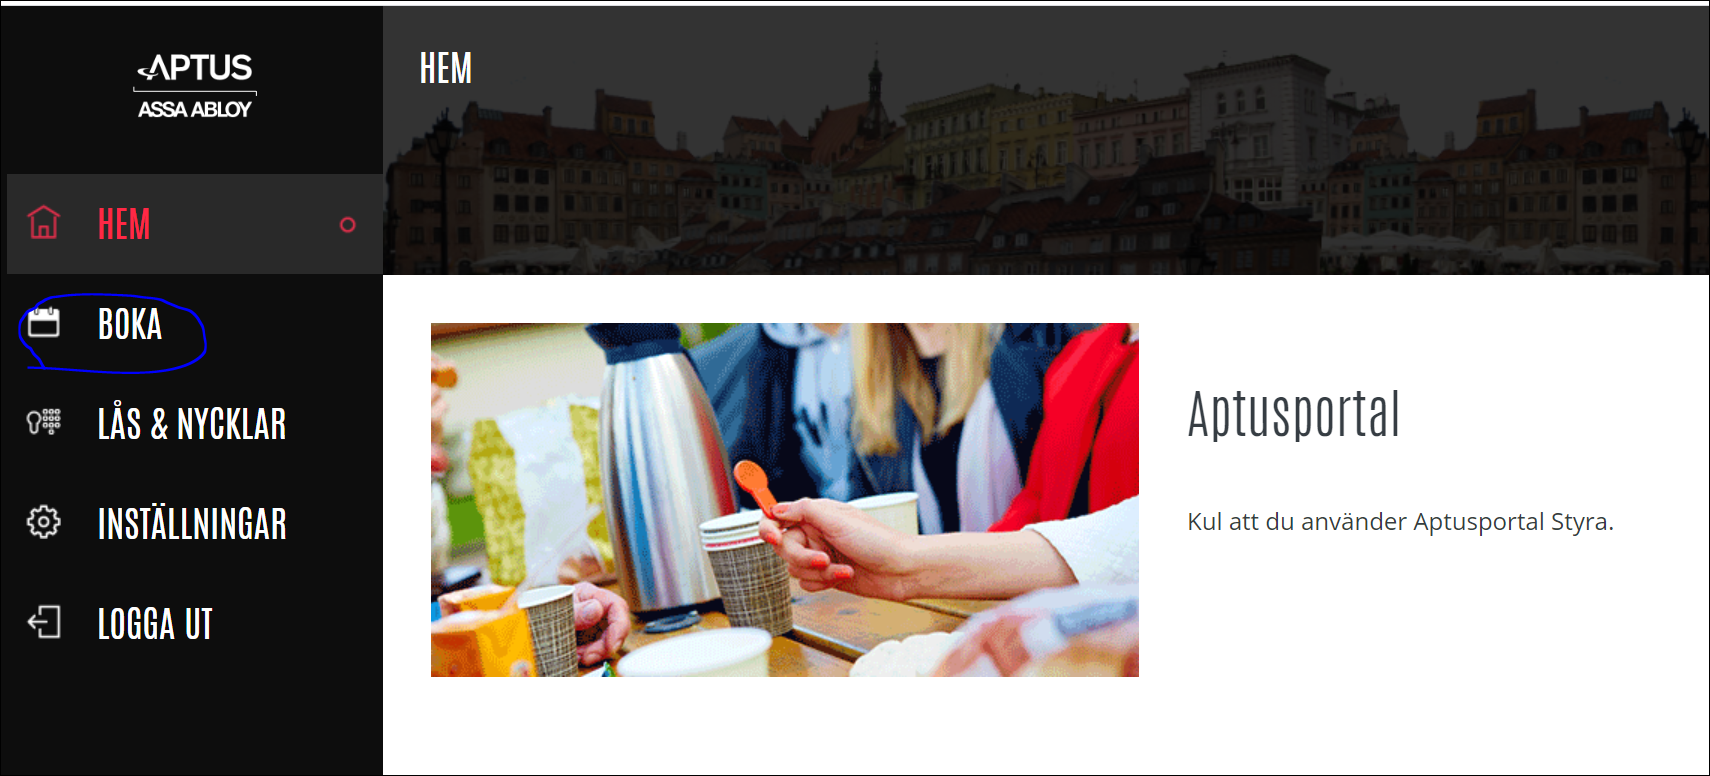 APTUS
ASSA ABLOY
HEM
HEM
BOKA
LÅS & NYCKLAR
INSTÄLLNINGAR
LOGGA UT
Aptusportal
Kul att du använder Aptusportal Styra.